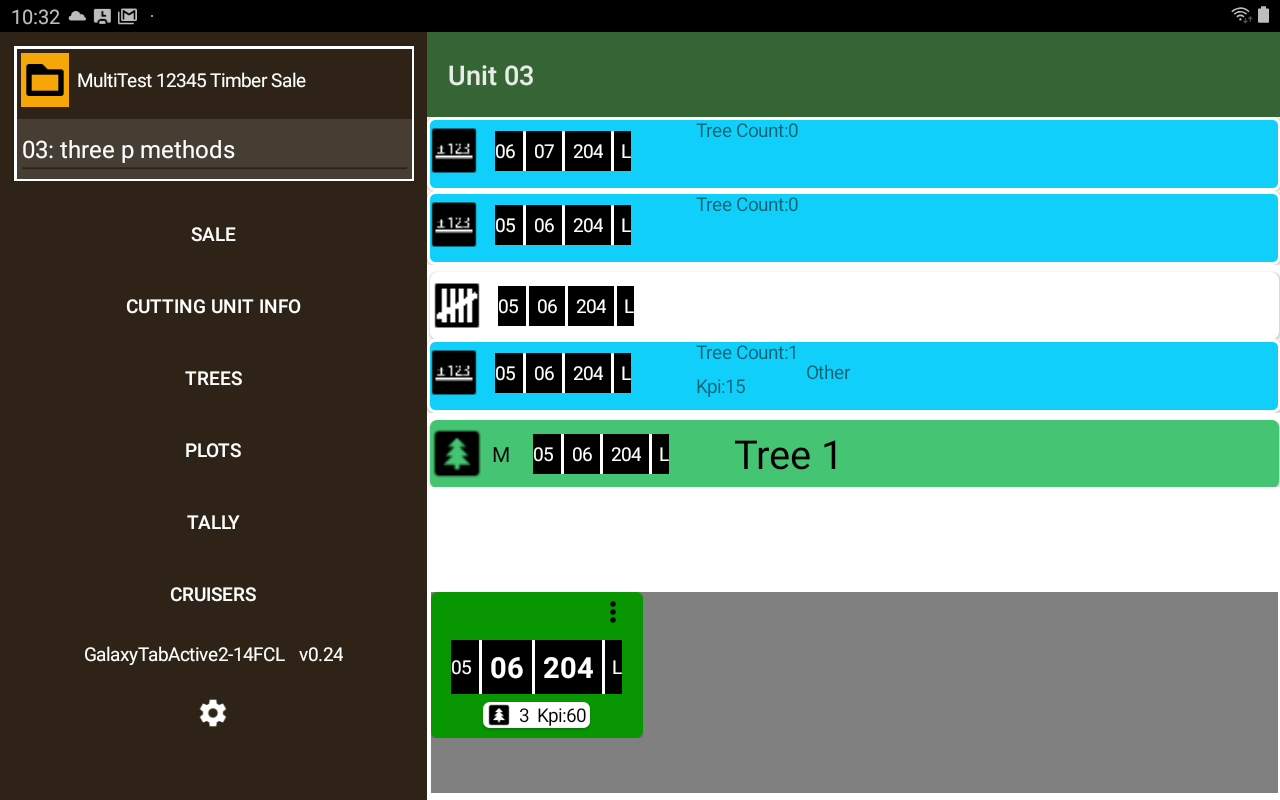 10:32
MultiTest 12345 Timber Sale
03: three p methods
SALE
CUTTING UNIT INFO
TREES
PLOTS
TALLY
CRUISERS
GalaxyTabActive2-14FCL v0.24
Unit 03
±123 06 07 204 L Tree Count:0
±123 05 06 204 L Tree Count:0
05 06 204 L
±123 05 06 204 L Tree Count:1
Other
Kpi:15
M 05 06 204 L Tree 1
05 06 204 L
3 Kpi:60